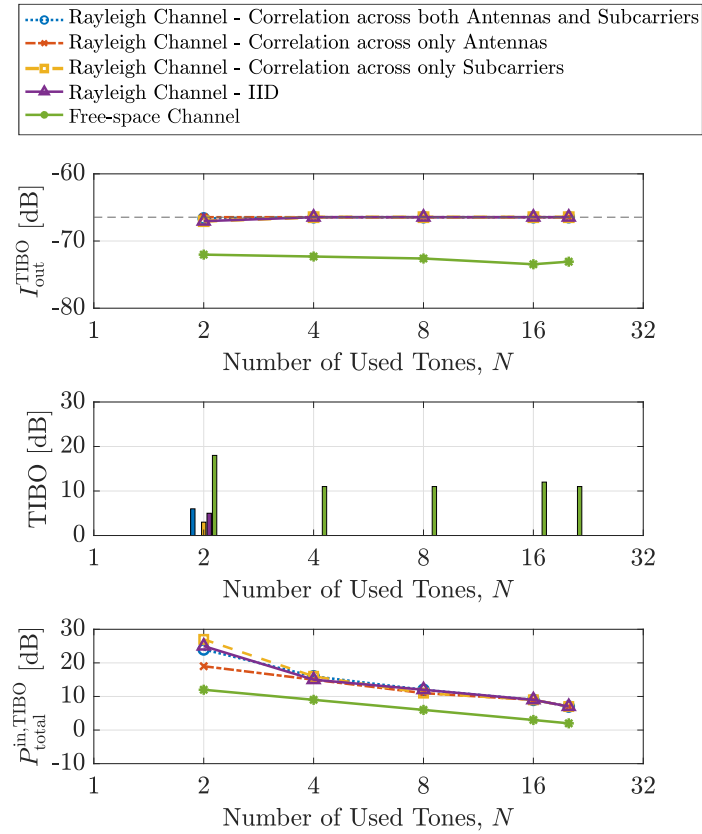 Rayleigh Channel - Correlation across both Antennas and Subcarriers
Rayleigh Channel - Correlation across only Antennas
Rayleigh Channel - Correlation across only Subcarriers
Rayleigh Channel - IID
Free-space Channel
I_out^TIBO [dB]
-60
-70
-80
1 2 4 8 16 32
Number of Used Tones, N
TIBO [dB]
30
20
10
0
1 2 4 8 16 32
Number of Used Tones, N
P_total^in,TIBO [dB]
30
20
10
0
-10
1 2 4 8 16 32
Number of Used Tones, N